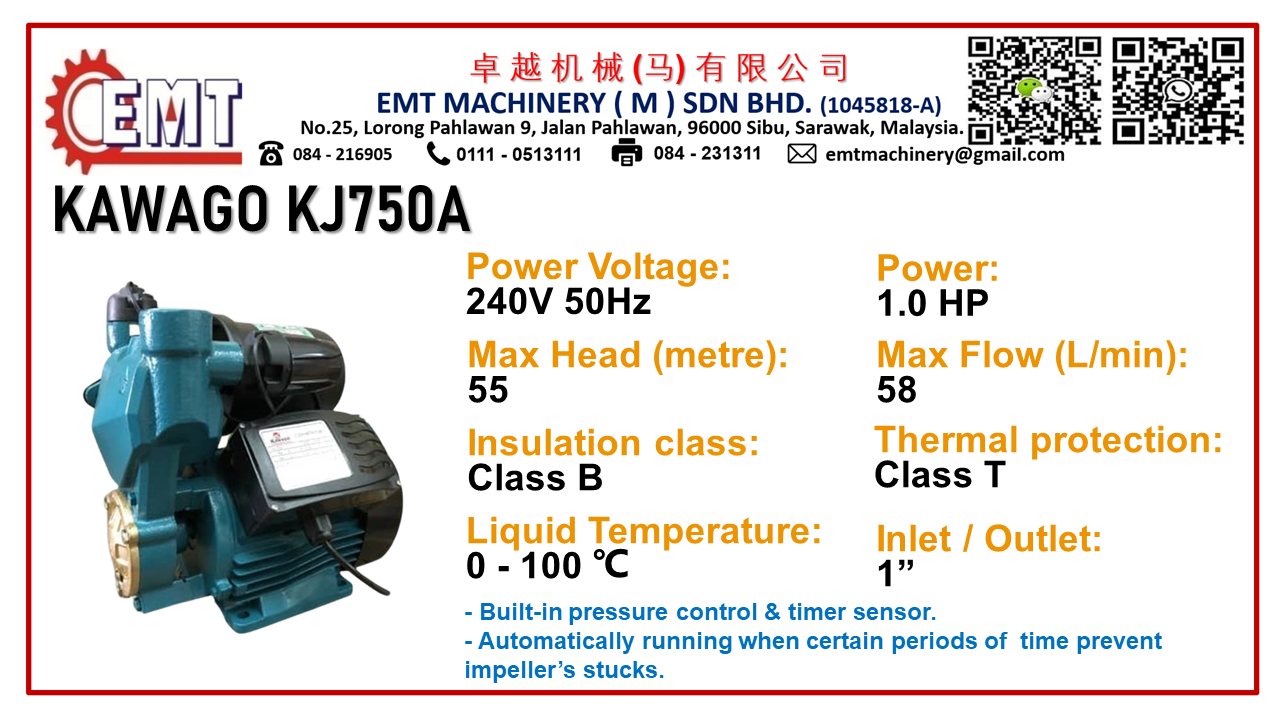 EMT
卓越机械(马)有限公司
EMT MACHINERY ( M ) SDN BHD. (1045818-A)
No.25, Lorong Pahlawan 9, Jalan Pahlawan, 96000 Sibu, Sarawak, Malaysia.
084 - 216905 0111 - 0513111 084 - 231311 emtmachinery@gmail.com
KAWAGO KJ750A
Power Voltage:
240V 50Hz
Power:
1.0 HP
Max Head (metre):
55
Max Flow (L/min):
58
Insulation class:
Class B
Thermal protection:
Class T
Liquid Temperature:
0 - 100 ℃
Inlet / Outlet:
1”
- Built-in pressure control & timer sensor.
- Automatically running when certain periods of time prevent
impeller’s stucks.
KAWAGO